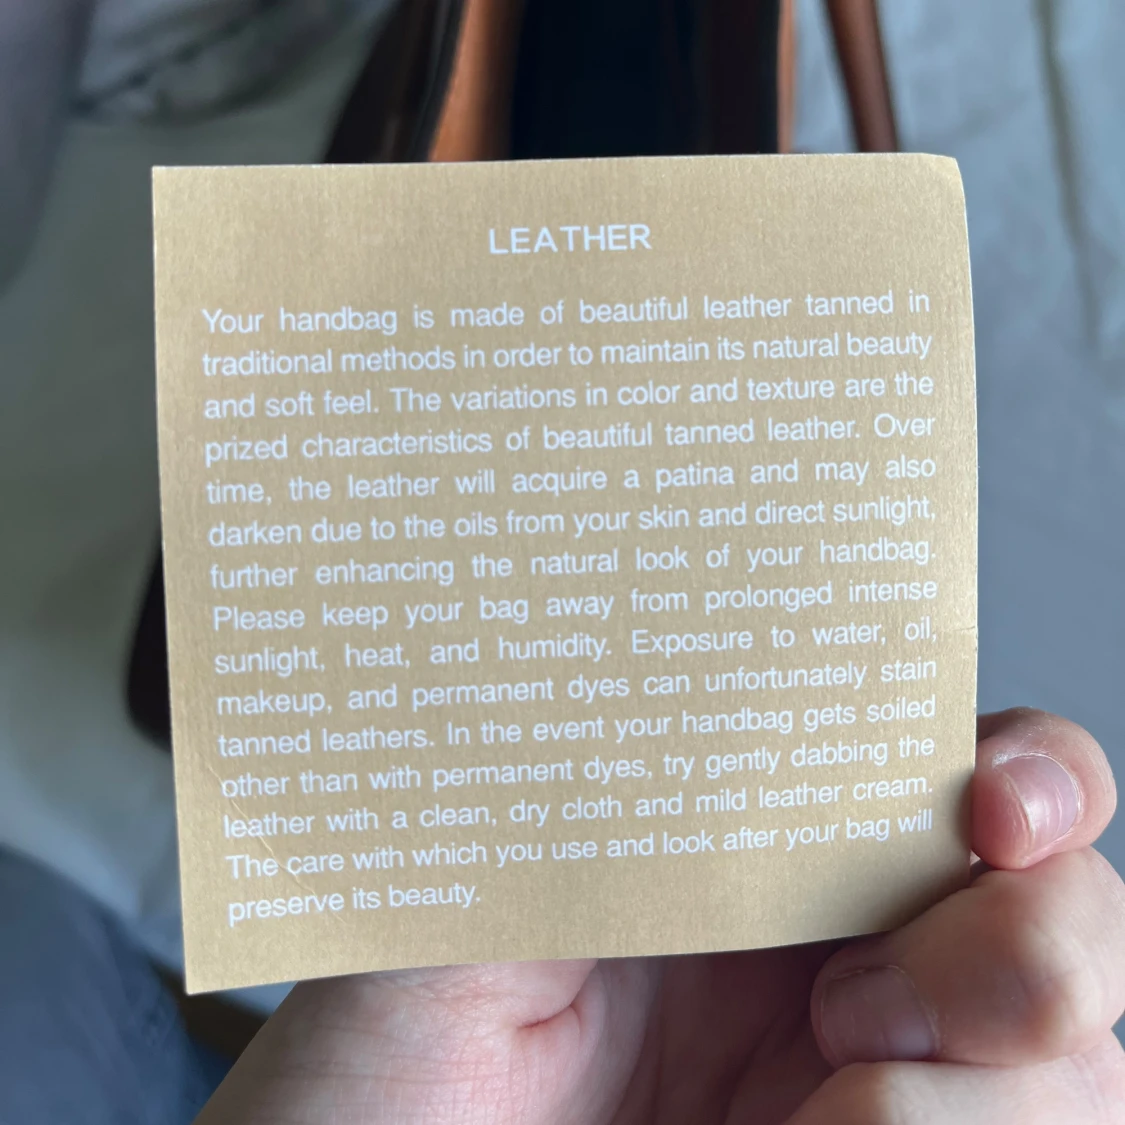 LEATHER
Your handbag is made of beautiful leather tanned in
traditional methods in order to maintain its natural beauty
and soft feel. The variations in color and texture are the
prized characteristics of beautiful tanned leather. Over
time, the leather will acquire a patina and may also
darken due to the oils from your skin and direct sunlight,
further enhancing the natural look of your handbag.
Please keep your bag away from prolonged intense
sunlight, heat, and humidity. Exposure to water, oil,
makeup, and permanent dyes can unfortunately stain
tanned leathers. In the event your handbag gets soiled
other than with permanent dyes, try gently dabbing the
leather with a clean, dry cloth and mild leather cream.
The care with which you use and look after your bag will
preserve its beauty.